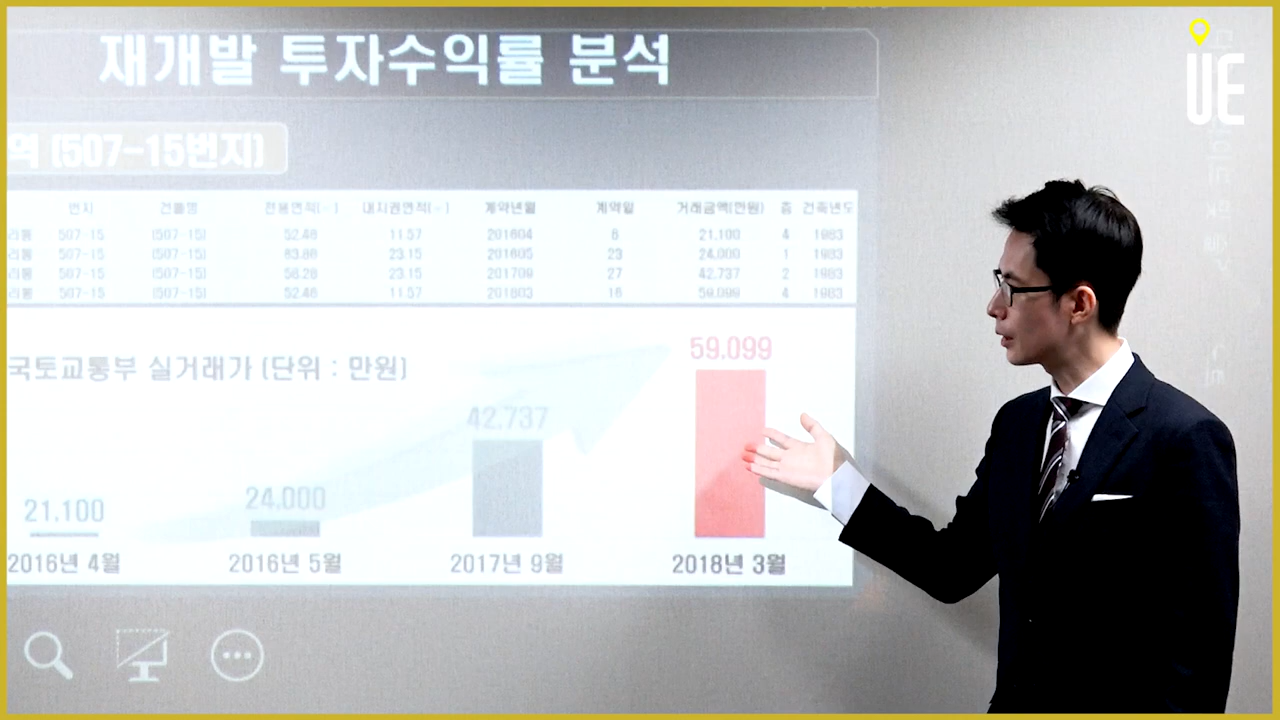 재개발 투자수익률 분석
역 (507-15번지)
번지 건물명 전용면적(㎡) 대지권면적(㎡) 계약년월 계약일 거래금액(만원) 층 건축년도
리동 507-15 (507-15) 52.48 11.57 201604 6 21,100 4 1983
507-15 (507-15) 23.15 201605 23 24,000 1 1983
507-15 (507-15) 23.15 201709 27 42,737 2 1983
507-15 (507-15) 52.48 11.57 201803 59,099 4 1983
국토교통부 실거래가 (단위 : 만원)
59.099
42.737
24.000
21.100
2016년 4월 2016년 5월 2017년 9월 2018년 3월
UE